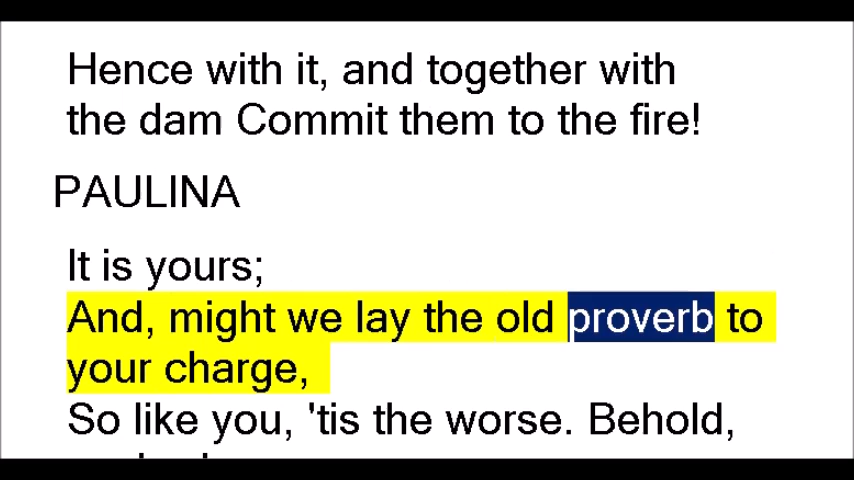 Hence with it, and together with
the dam Commit them to the fire!
PAULINA
It is yours;
And, might we lay the old proverb to
your charge,
So like you, 'tis the worse. Behold,